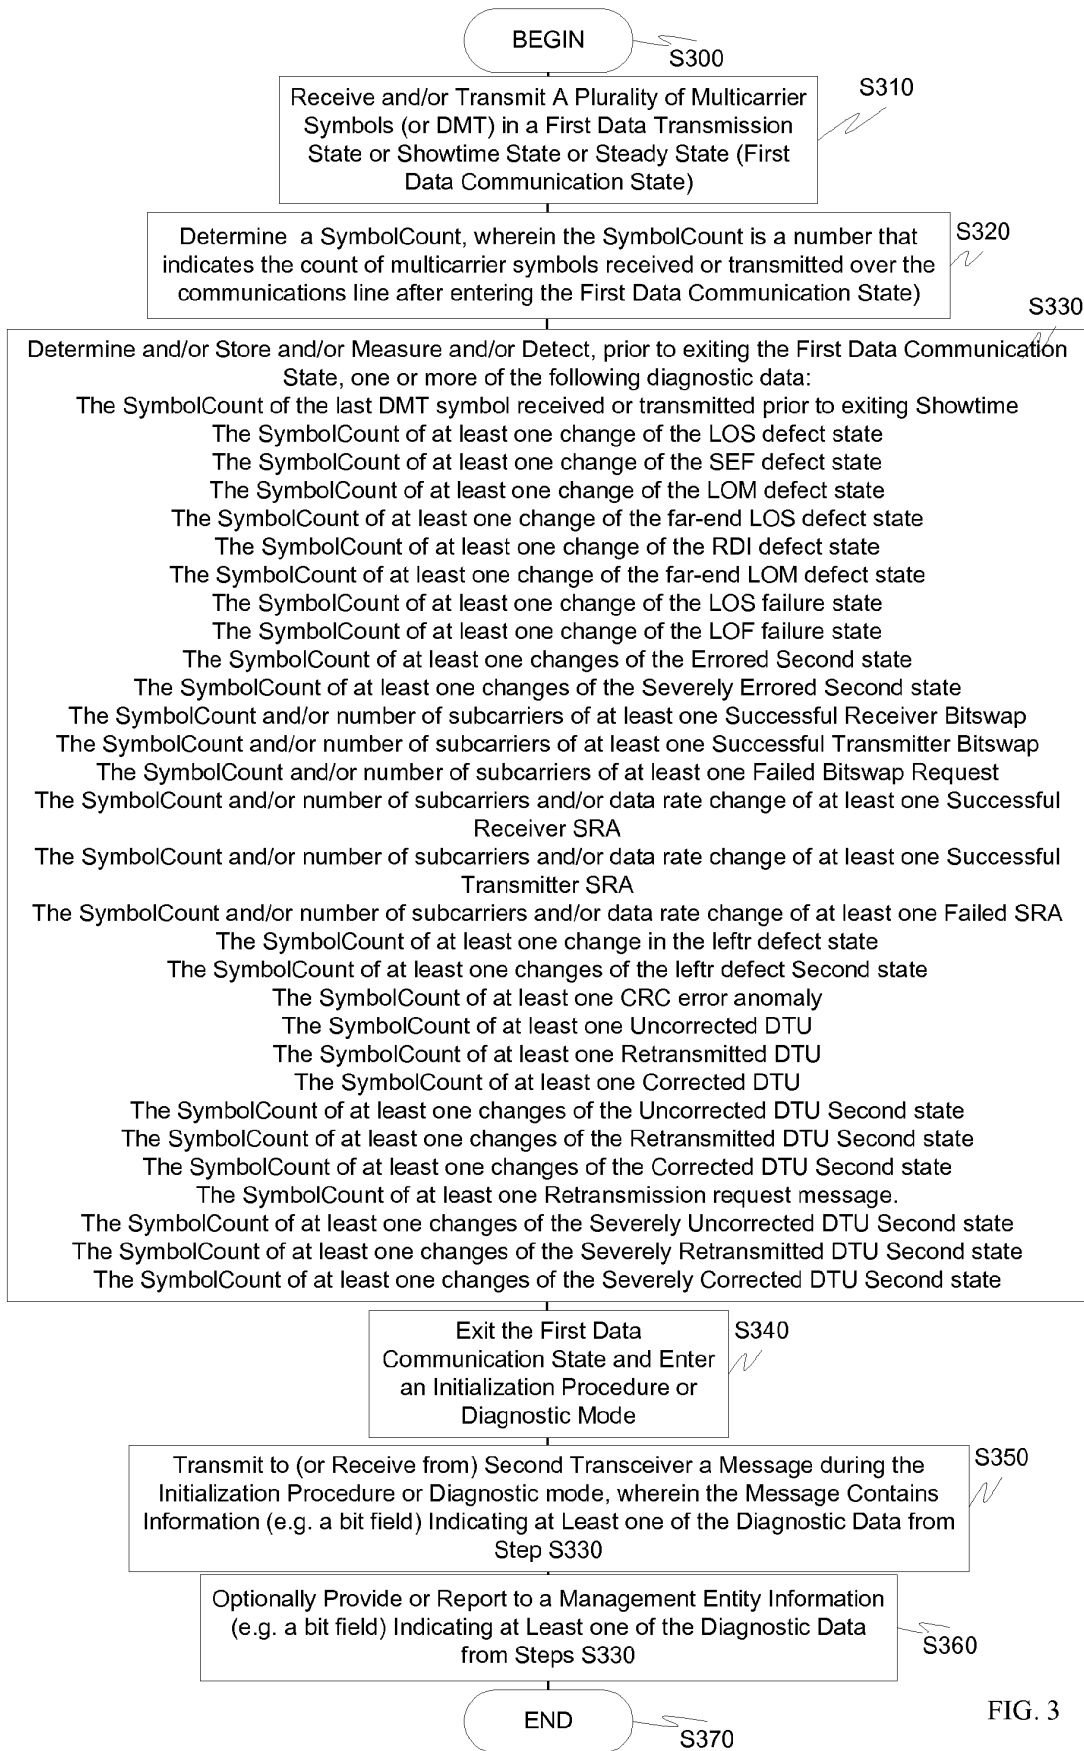 BEGIN
S300
Receive and/or Transmit A Plurality of Multicarrier
Symbols (or DMT) in a First Data Transmission
State or Showtime State or Steady State (First
Data Communication State)
S310
Determine  a SymbolCount, wherein the SymbolCount is a number that
indicates the count of multicarrier symbols received or transmitted over the
communications line after entering the First Data Communication State)
S320
S330
Determine and/or Store and/or Measure and/or Detect, prior to exiting the First Data Communication
State, one or more of the following diagnostic data:
The SymbolCount of the last DMT symbol received or transmitted prior to exiting Showtime
The SymbolCount of at least one change of the LOS defect state
The SymbolCount of at least one change of the SEF defect state
The SymbolCount of at least one change of the LOM defect state
The SymbolCount of at least one change of the far-end LOS defect state
The SymbolCount of at least one change of the RDI defect state
The SymbolCount of at least one change of the far-end LOM defect state
The SymbolCount of at least one change of the LOS failure state
The SymbolCount of at least one change of the LOF failure state
The SymbolCount of at least one changes of the Errored Second state
The SymbolCount of at least one changes of the Severely Errored Second state
The SymbolCount and/or number of subcarriers of at least one Successful Receiver Bitswap
The SymbolCount and/or number of subcarriers of at least one Successful Transmitter Bitswap
The SymbolCount and/or number of subcarriers of at least one Failed Bitswap Request
The SymbolCount and/or number of subcarriers and/or data rate change of at least one Successful
Receiver SRA
The SymbolCount and/or number of subcarriers and/or data rate change of at least one Successful
Transmitter SRA
The SymbolCount and/or number of subcarriers and/or data rate change of at least one Failed SRA
The SymbolCount of at least one change in the leftr defect state
The SymbolCount of at least one changes of the leftr defect Second state
The SymbolCount of at least one CRC error anomaly
The SymbolCount of at least one Uncorrected DTU
The SymbolCount of at least one Retransmitted DTU
The SymbolCount of at least one Corrected DTU
The SymbolCount of at least one changes of the Uncorrected DTU Second state
The SymbolCount of at least one changes of the Retransmitted DTU Second state
The SymbolCount of at least one changes of the Corrected DTU Second state
The SymbolCount of at least one Retransmission request message.
The SymbolCount of at least one changes of the Severely Uncorrected DTU Second state
The SymbolCount of at least one changes of the Severely Retransmitted DTU Second state
The SymbolCount of at least one changes of the Severely Corrected DTU Second state
Exit the First Data
Communication State and Enter
an Initialization Procedure or
Diagnostic Mode
S340
Transmit to (or Receive from) Second Transceiver a Message during the
Initialization Procedure or Diagnostic mode, wherein the Message Contains
Information (e.g. a bit field) Indicating at Least one of the Diagnostic Data from
Step S330
S350
Optionally Provide or Report to a Management Entity Information
(e.g. a bit field) Indicating at Least one of the Diagnostic Data
from Steps S330
S360
END
S370
FIG. 3